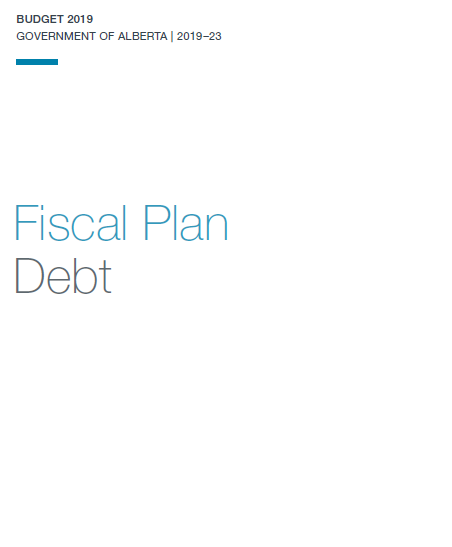 BUDGET 2019
GOVERNMENT OF ALBERTA | 2019–23
Fiscal Plan
Debt